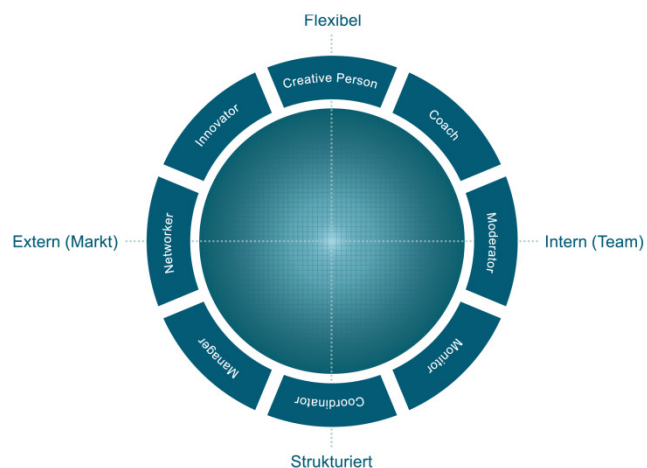 Flexibel
Creative Person
Innovator
Coach
Extern (Markt)
Networker
Moderator
Intern (Team)
Manager
Monitor
Coordinator
Strukturiert